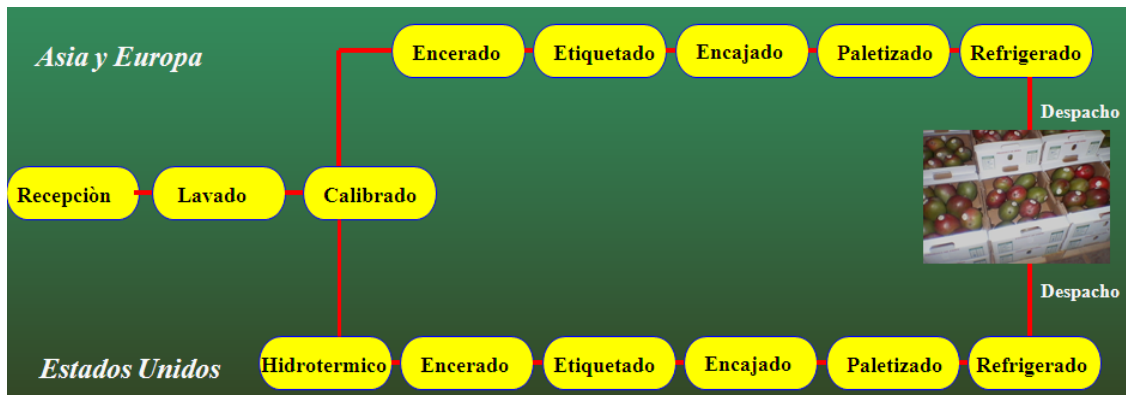 Asia y Europa
Encerado
Etiquetado
Encajado
Paletizado
Refrigerado
Despacho
Recepciòn
Lavado
Calibrado
Despacho
Estados Unidos
Hidrotermico
Encerado
Etiquetado
Encajado
Paletizado
Refrigerado